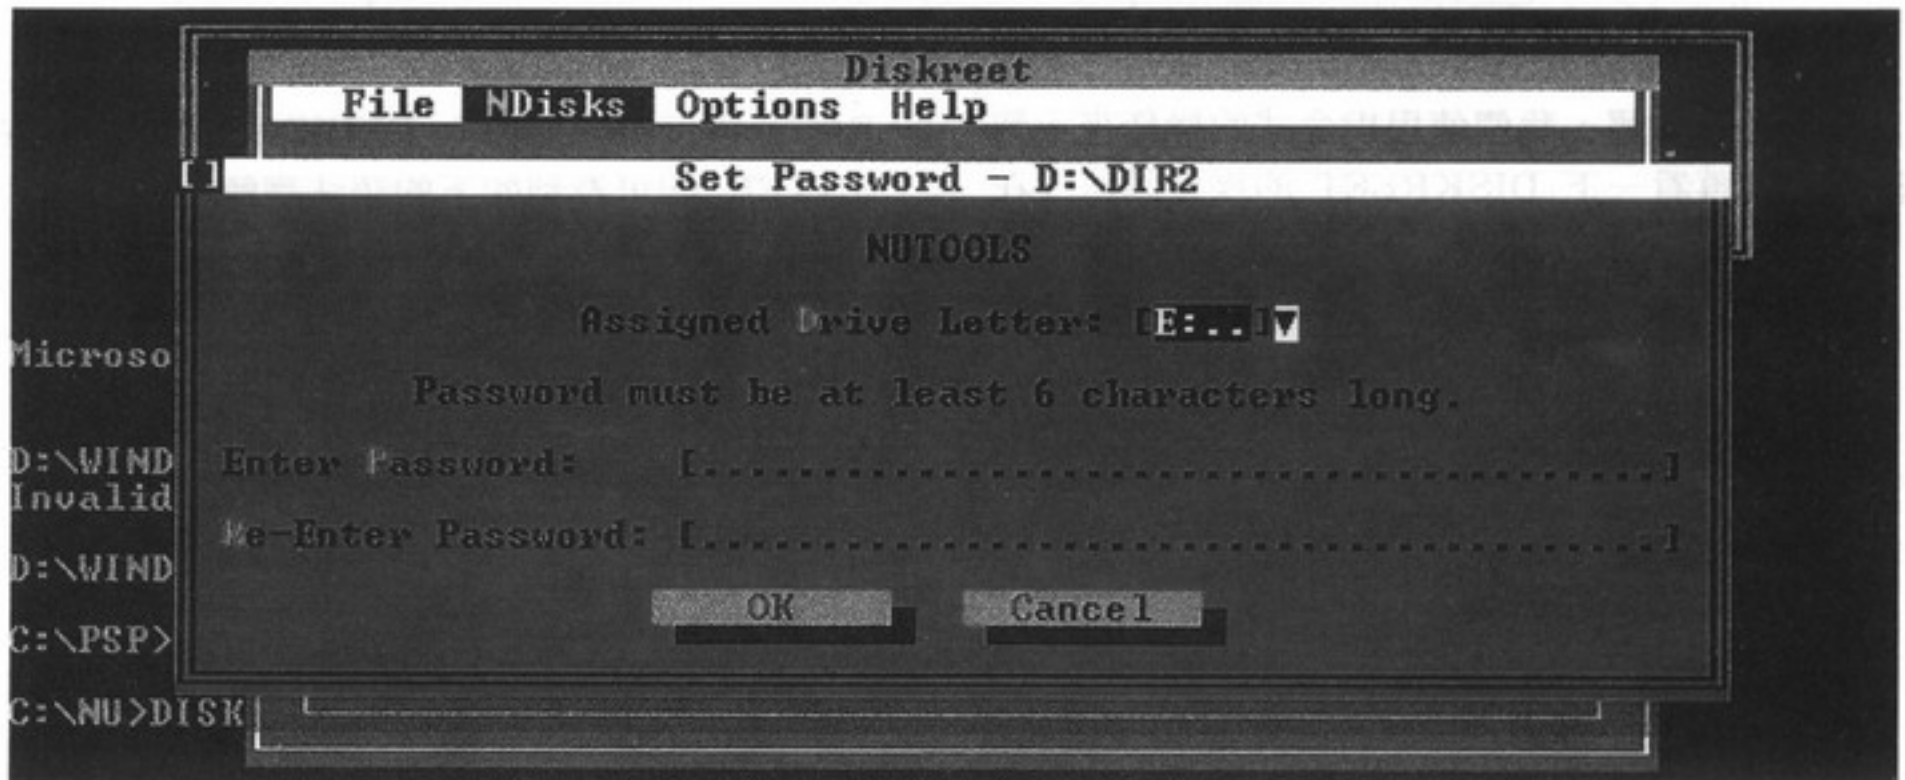 Diskreet
File NDisks Options Help
[ ] Set Password - D:\DIR2
NUTOOLS
Assigned Drive Letter: [E:..]▼
Microso
Password must be at least 6 characters long.
D:\WIND
Enter Password: [........................................]
Invalid
Re-Enter Password: [........................................]
D:\WIND
OK Cancel
C:\PSP>
C:\NU>DISK